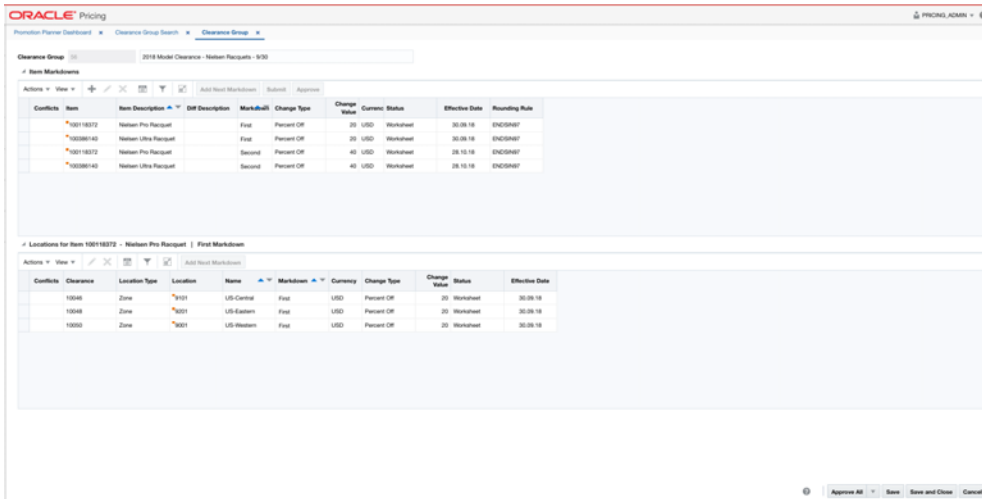 ORACLE Pricing
PRICING_ADMIN
Promotion Planner Dashboard × Clearance Group Search × Clearance Group ×
Clearance Group 2018 Model Clearance - Nielsen Racquets - 9/30
Item Markdowns
Actions View Add Next Markdown Submit Approve
Conflicts Item Item Description Diff Description Markdown Change Type Change Value Currenc Status Effective Date Rounding Rule
100118372 Nielsen Pro Racquet First Percent Off 20 USD Worksheet 30.09.18 ENDSIN97
100386140 Nielsen Ultra Racquet First Percent Off 20 USD Worksheet 30.09.18 ENDSIN97
100118372 Nielsen Pro Racquet Second Percent Off 40 USD Worksheet 28.10.18 ENDSIN97
100386140 Nielsen Ultra Racquet Second Percent Off 40 USD Worksheet 28.10.18 ENDSIN97
Locations for Item 100118372 - Nielsen Pro Racquet | First Markdown
Actions View Add Next Markdown
Conflicts Clearance Location Type Location Name Markdown Currency Change Type Change Value Status Effective Date
10046 Zone 9101 US-Central First USD Percent Off 20 Worksheet 30.09.18
10048 Zone 9201 US-Eastern First USD Percent Off 20 Worksheet 30.09.18
10050 Zone 9001 US-Western First USD Percent Off 20 Worksheet 30.09.18
Approve All Save Save and Close Cancel